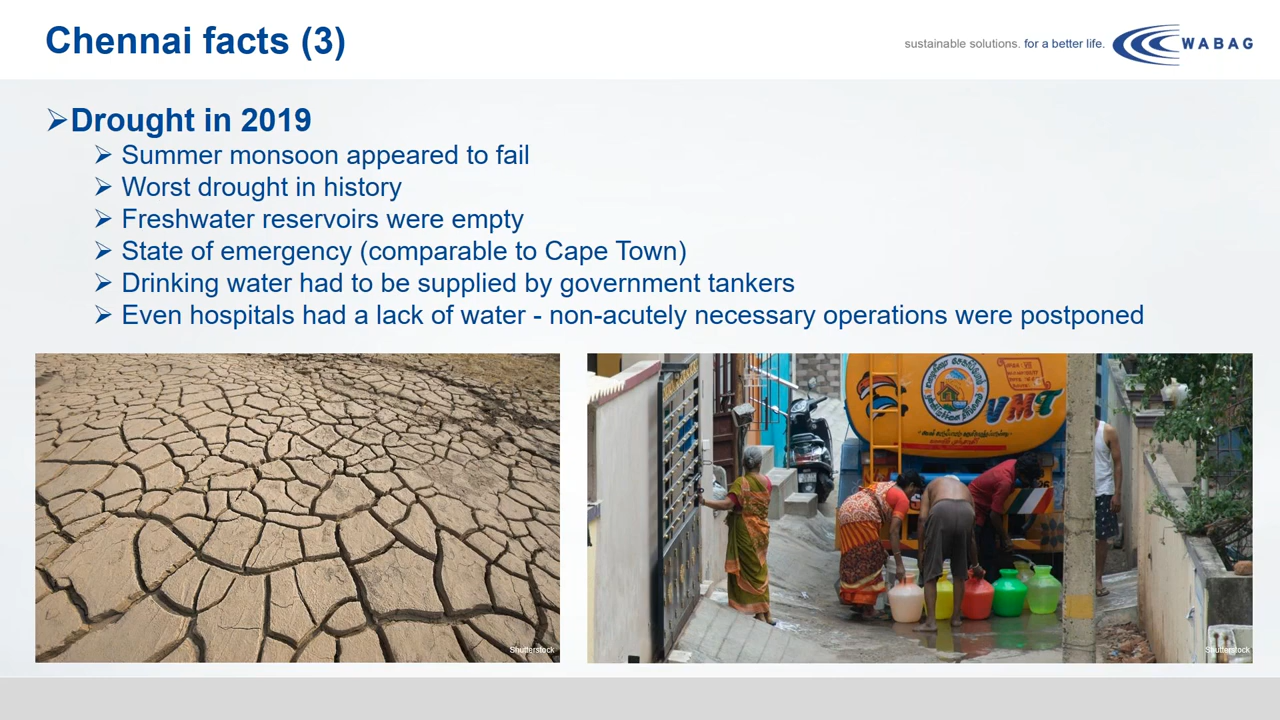 Chennai facts (3)
sustainable solutions. for a better life.
WABAG
➢Drought in 2019
➢ Summer monsoon appeared to fail
➢ Worst drought in history
➢ Freshwater reservoirs were empty
➢ State of emergency (comparable to Cape Town)
➢ Drinking water had to be supplied by government tankers
➢ Even hospitals had a lack of water - non-acutely necessary operations were postponed
VMT
Shutterstock
Shutterstock